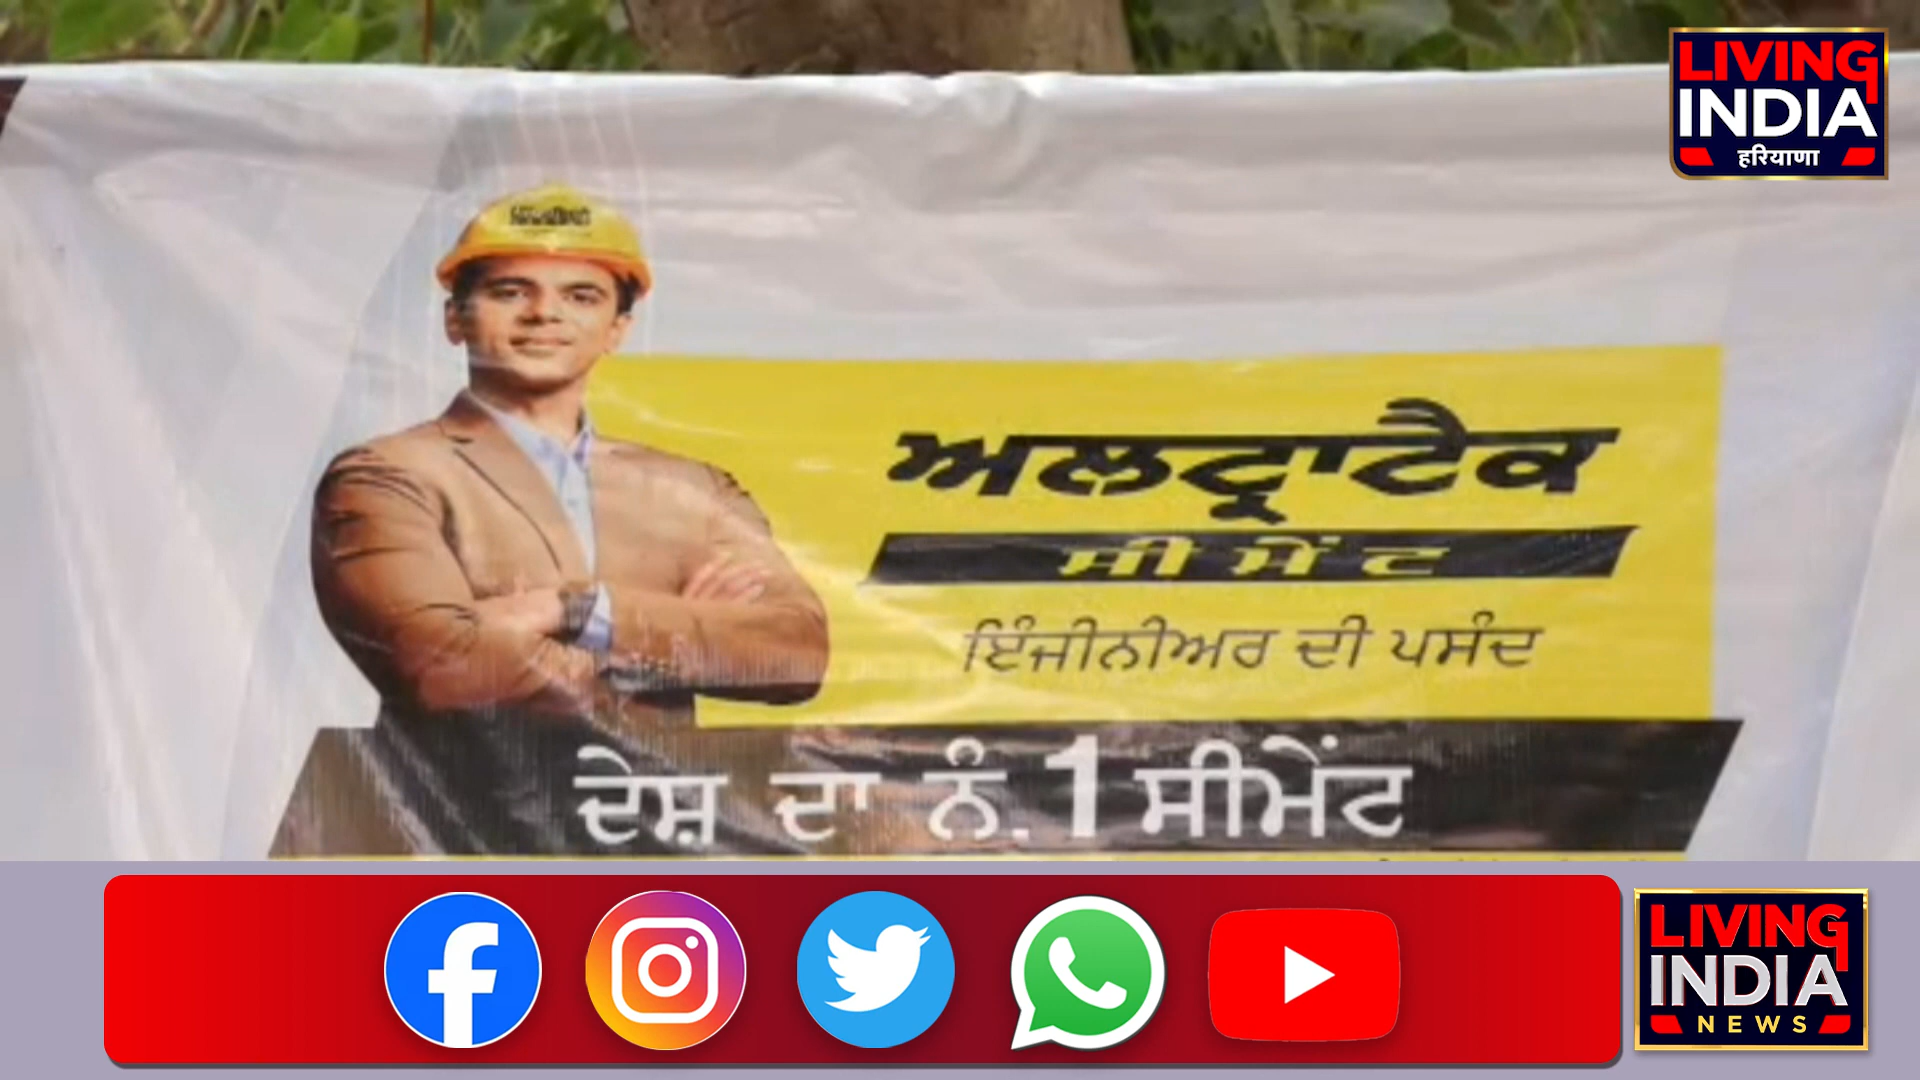 LIVING
INDIA
हरियाणा
ਅਲਟ੍ਰਾਟੈਕ
ਸੀਮੇਂਟ
ਇੰਜੀਨੀਅਰ ਦੀ ਪਸੰਦ
ਦੇਸ਼ ਦਾ ਨੰ.1 ਸੀਮੇਂਟ
LIVING
INDIA
NEWS